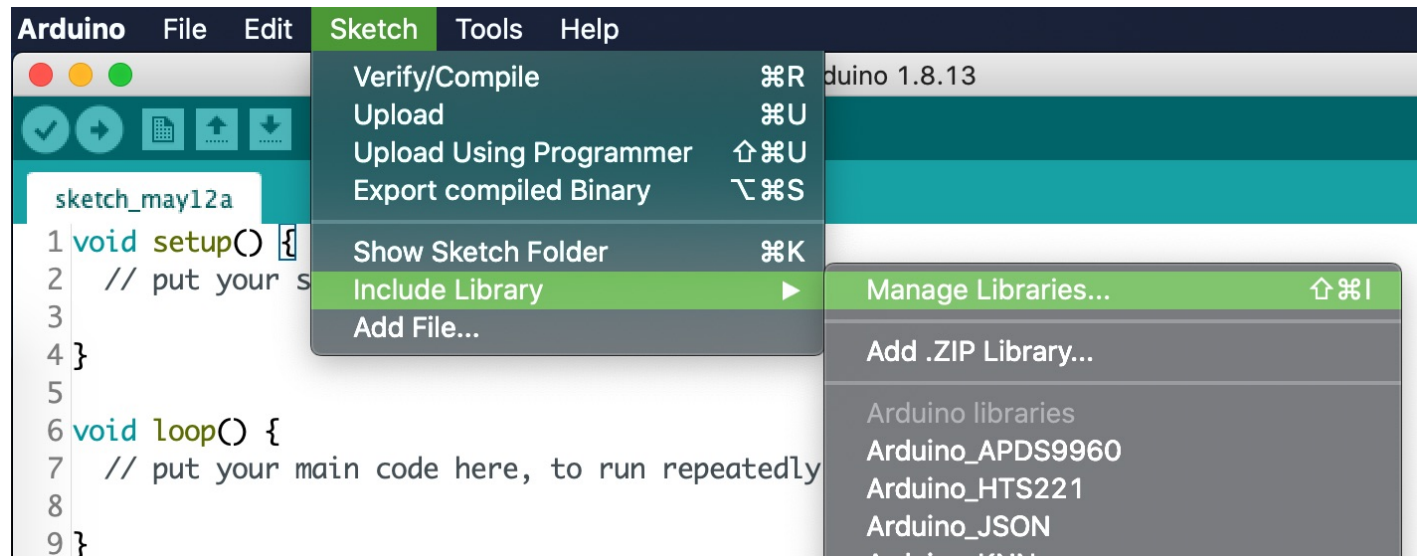 Arduino File Edit Sketch Tools Help
duino 1.8.13
Verify/Compile ⌘R
Upload ⌘U
Upload Using Programmer ⇧⌘U
Export compiled Binary ⌥⌘S
Show Sketch Folder ⌘K
Include Library ▶
Add File...
Manage Libraries... ⇧⌘I
Add .ZIP Library...
Arduino libraries
Arduino_APDS9960
Arduino_HTS221
Arduino_JSON
sketch_may12a
1 void setup() {
2 // put your s
3
4 }
5
6 void loop() {
7 // put your main code here, to run repeatedly
8
9 }